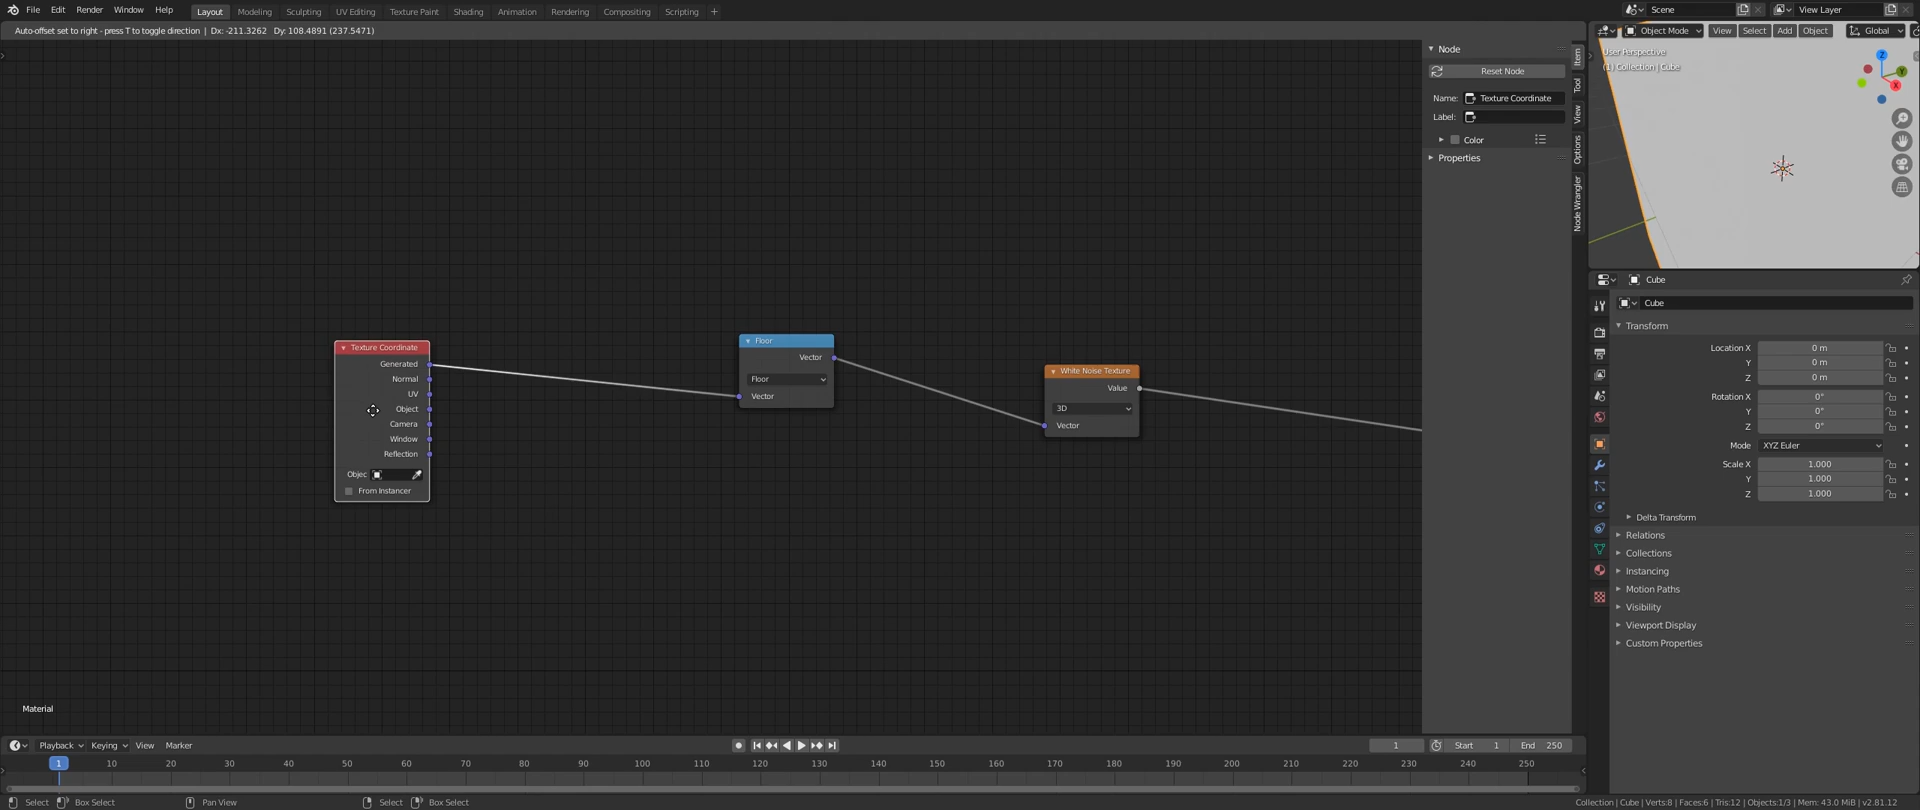 File Edit Render Window Help Layout Modeling Sculpting UV Editing Texture Paint Shading Animation Rendering Compositing Scripting + Scene View Layer
Auto-offset set to right - press T to toggle direction | Dx: -211.3262 Dy: 108.4891 (237.5471)
Object Mode View Select Add Object Global
User Perspective
(1) Collection | Cube
Z
Y
X
Node
Reset Node
Name: Texture Coordinate
Label:
Color
Properties
Item
Tool
View
Options
Node Wrangler
Texture Coordinate
Generated
Normal
UV
Object
Camera
Window
Reflection
Objec
From Instancer
Floor
Vector
Floor
Vector
White Noise Texture
Value
3D
Vector
Material
Cube
Cube
Transform
Location X 0 m
Y 0 m
Z 0 m
Rotation X 0°
Y 0°
Z 0°
Mode XYZ Euler
Scale X 1.000
Y 1.000
Z 1.000
Delta Transform
Relations
Collections
Instancing
Motion Paths
Visibility
Viewport Display
Custom Properties
Playback Keying View Marker 1 Start 1 End 250
1 10 20 30 40 50 60 70 80 90 100 110 120 130 140 150 160 170 180 190 200 210 220 230 240 250
Select Box Select Pan View Select Box Select Collection | Cube | Verts:8 | Faces:6 | Tris:12 | Objects:1/3 | Mem: 43.0 MiB | v2.81.12